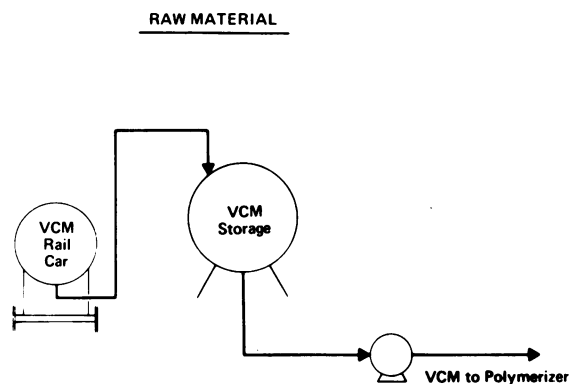 RAW MATERIAL
VCM
Rail
Car
VCM
Storage
VCM to Polymerizer